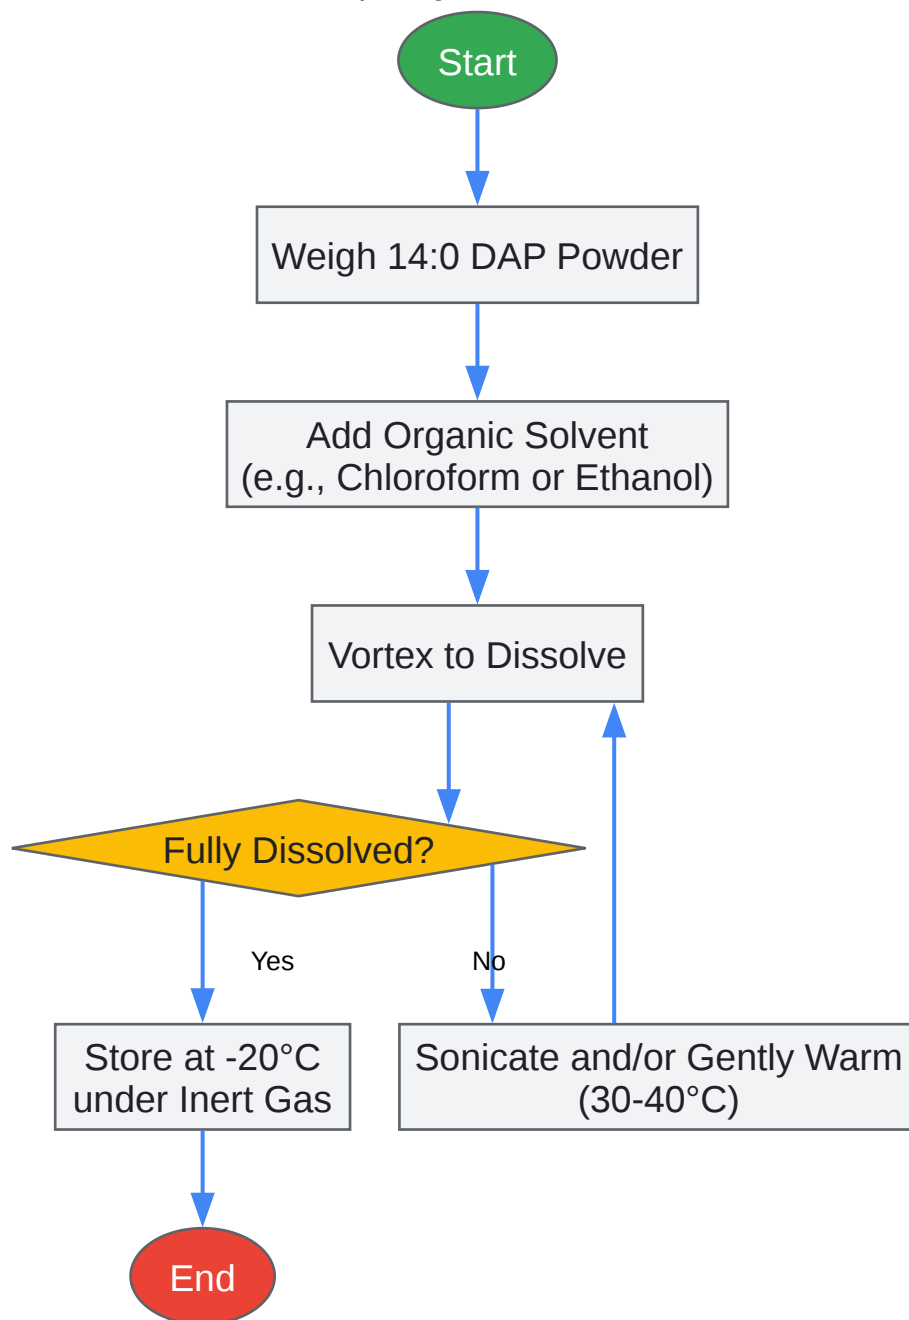 Start
Weigh 14:0 DAP Powder
Add Organic Solvent
(e.g., Chloroform or Ethanol)
Vortex to Dissolve
Fully Dissolved?
Yes
No
Store at -20°C
under Inert Gas
Sonicate and/or Gently Warm
(30-40°C)
End